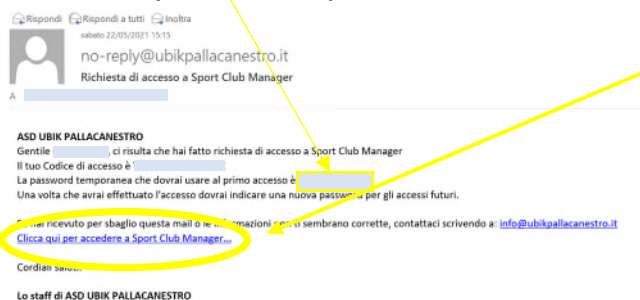 Rispondi Rispondi a tutti Inoltra
sabato 22/05/2021 15:15
no-reply@ubikpallacanestro.it
Richiesta di accesso a Sport Club Manager
A
ASD UBIK PALLACANESTRO
Gentile , ci risulta che hai fatto richiesta di accesso a Sport Club Manager
Il tuo Codice di accesso è
La password temporanea che dovrai usare al primo accesso è
Una volta che avrai effettuato l'accesso dovrai indicare una nuova password per gli accessi futuri.
hai ricevuto per sbaglio questa mail o le informazioni non ti sembrano corrette, contattaci scrivendo a: info@ubikpallacanestro.it
Clicca qui per accedere a Sport Club Manager...
Cordiali saluti
Lo staff di ASD UBIK PALLACANESTRO